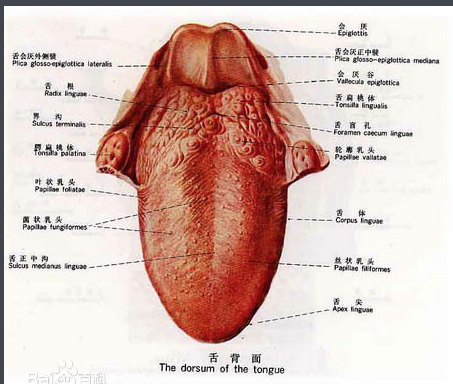 会 厌
Epiglottis
舌会厌外侧襞
Plica glosso-epiglottica lateralis
舌会厌正中襞
Plica glosso-epiglottica mediana
会 厌 谷
Vallecula epiglottica
舌 根
Radix linguae
舌扁桃体
Tonsilla lingualis
界 沟
Sulcus terminalis
舌 盲 孔
Foramen caecum linguae
腭扁桃体
Tonsilla palatina
轮廓乳头
Papillae vallatae
叶状乳头
Papillae foliatae
菌状乳头
Papillae fungiformes
舌 体
Corpus linguae
舌正中沟
Sulcus medianus linguae
丝状乳头
Papillae filiformes
舌 尖
Apex linguae
舌 背 面
The dorsum of the tongue
Bai 百科